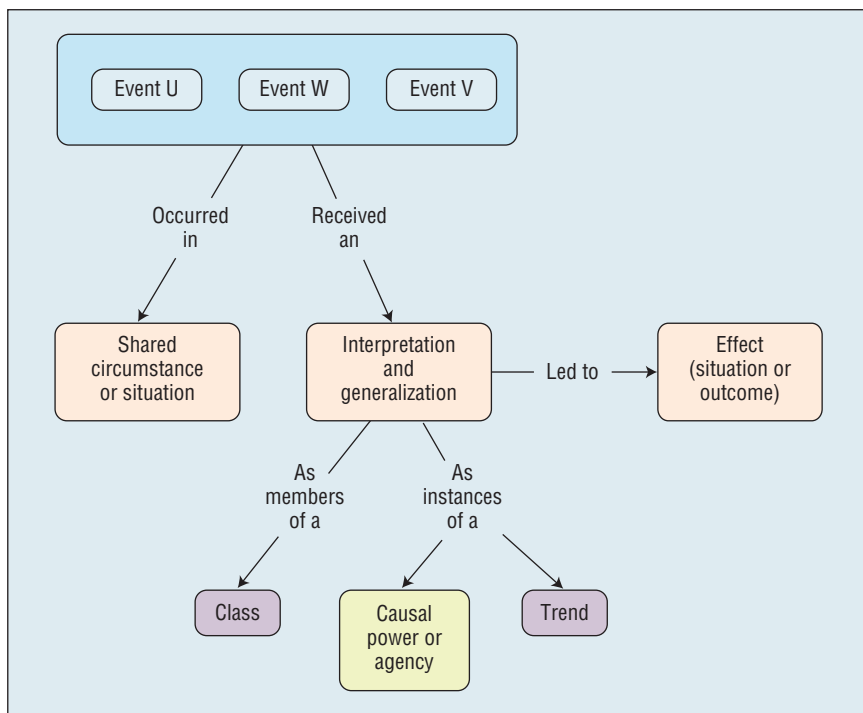 Event U
Event W
Event V
Occurred
in
Received
an
Shared
circumstance
or situation
Interpretation
and
generalization
Led to
Effect
(situation or
outcome)
As
members
of a
As
instances
of a
Class
Causal
power or
agency
Trend